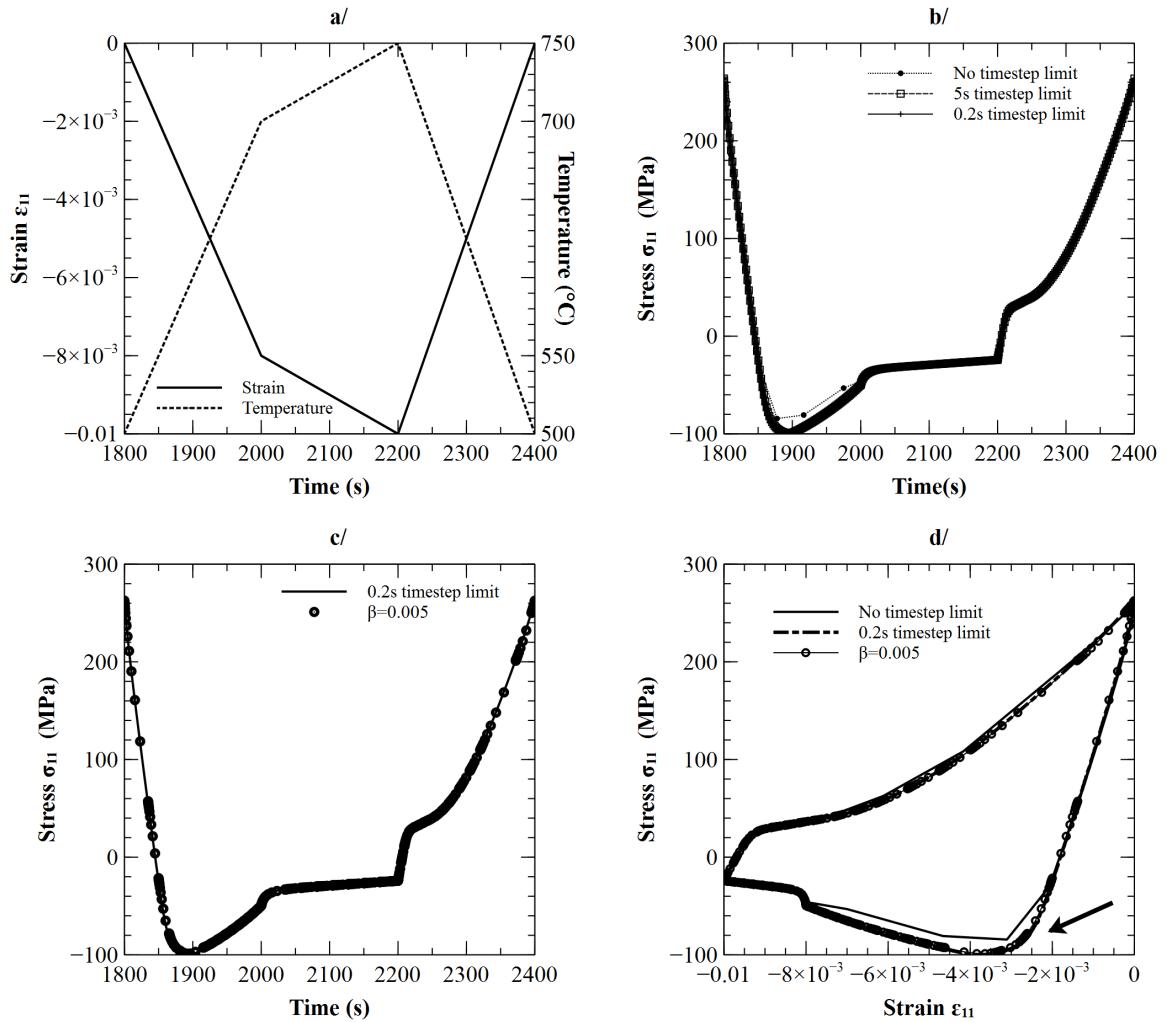 a/
0
−2×10⁻³
−4×10⁻³
−6×10⁻³
−8×10⁻³
−0.01
Strain ε₁₁
750
700
650
600
550
500
Temperature (°C)
Strain
Temperature
1800 1900 2000 2100 2200 2300 2400
Time (s)
b/
300
200
100
0
−100
Stress σ₁₁ (MPa)
No timestep limit
5s timestep limit
0.2s timestep limit
1800 1900 2000 2100 2200 2300 2400
Time(s)
c/
300
200
100
0
−100
Stress σ₁₁ (MPa)
0.2s timestep limit
β=0.005
1800 1900 2000 2100 2200 2300 2400
Time (s)
d/
300
200
100
0
−100
Stress σ₁₁ (MPa)
No timestep limit
0.2s timestep limit
β=0.005
−0.01 −8×10⁻³ −6×10⁻³ −4×10⁻³ −2×10⁻³ 0
Strain ε₁₁